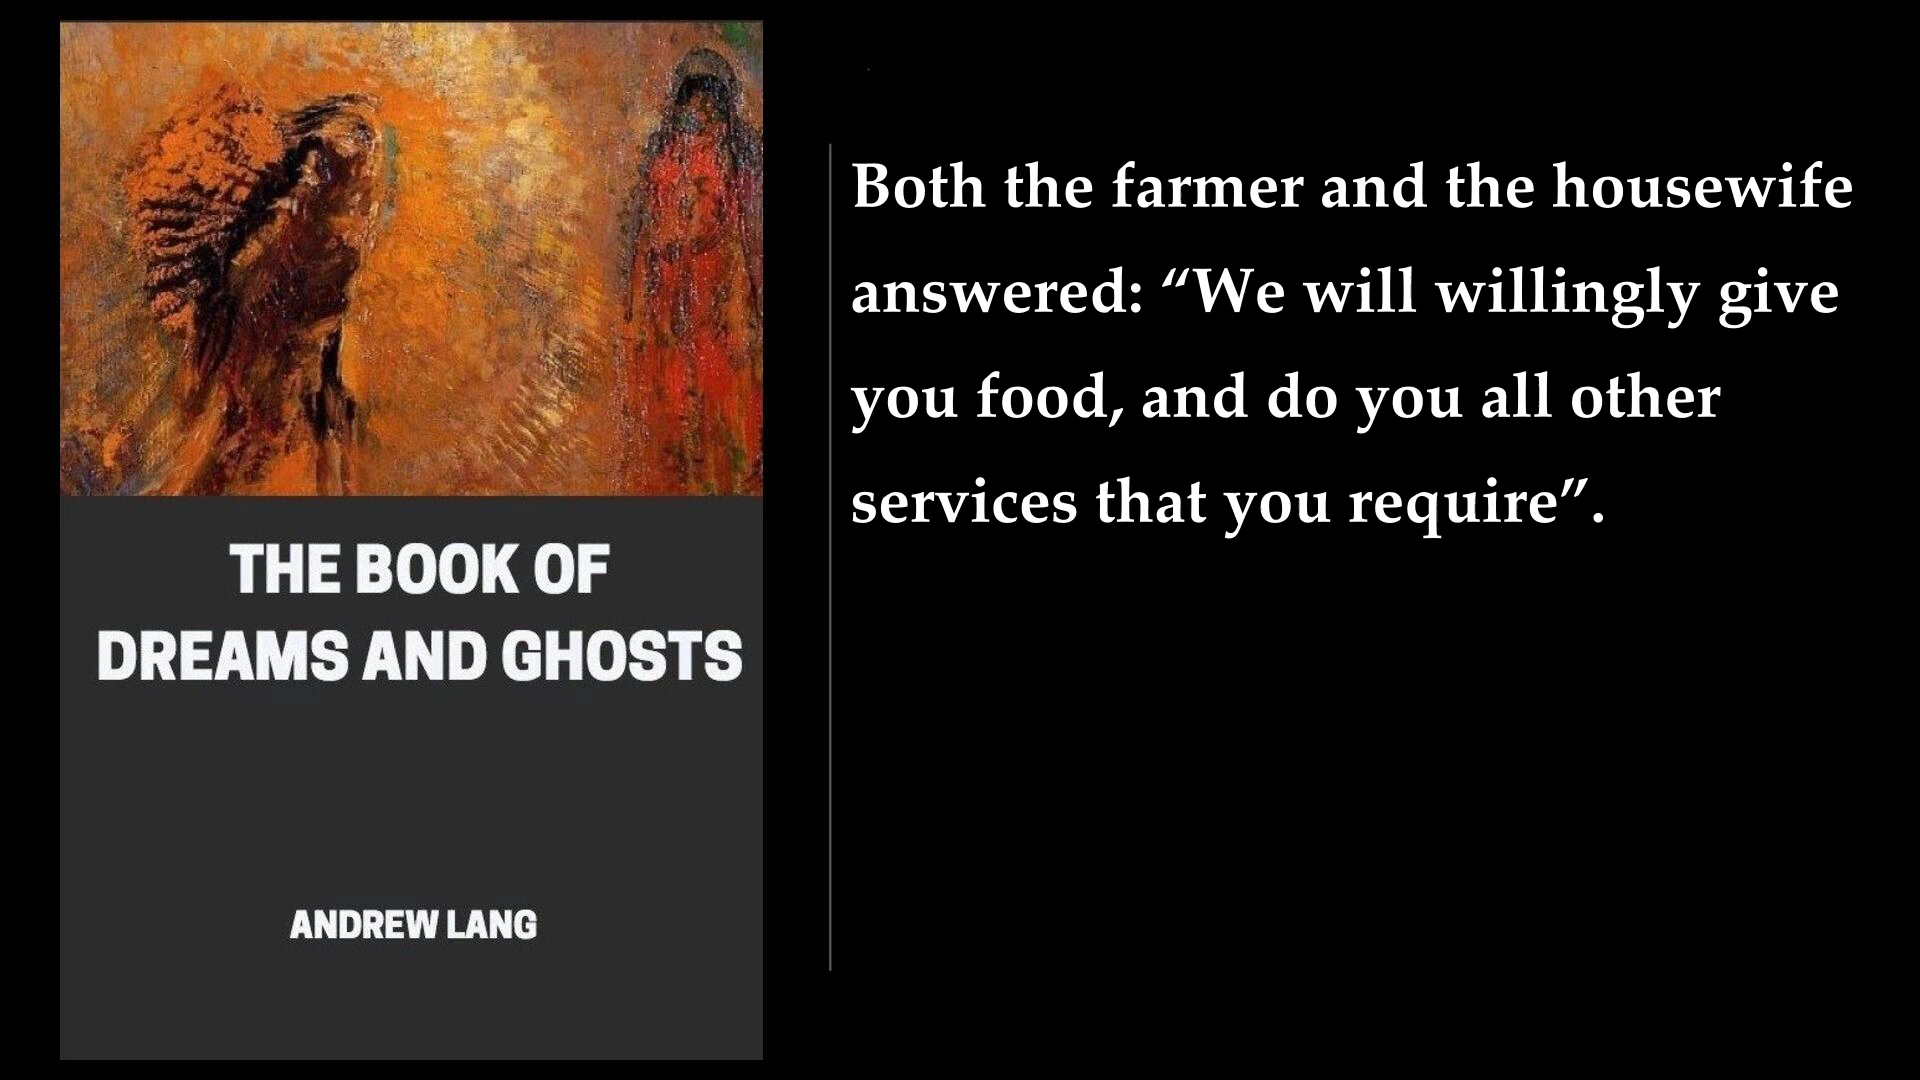 THE BOOK OF
DREAMS AND GHOSTS
ANDREW LANG
Both the farmer and the housewife
answered: “We will willingly give
you food, and do you all other
services that you require”.